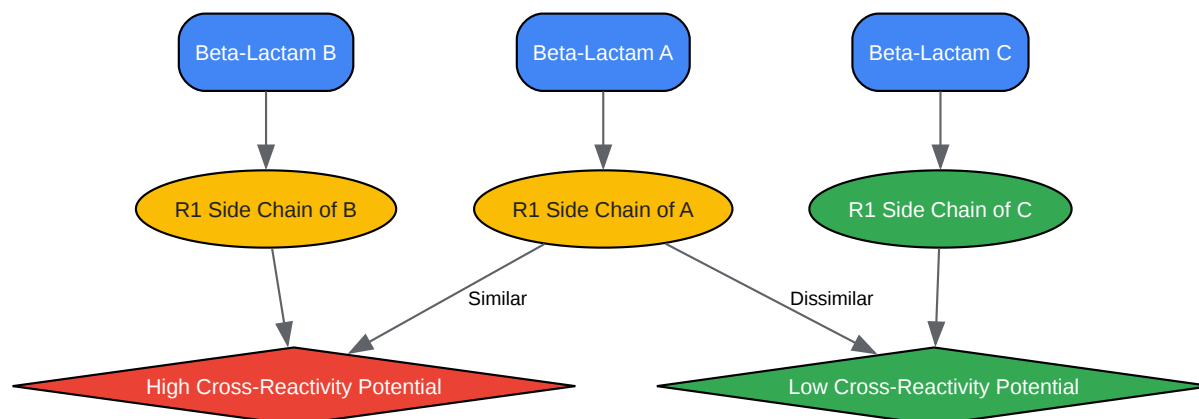 Beta-Lactam B
Beta-Lactam A
Beta-Lactam C
R1 Side Chain of B
R1 Side Chain of A
R1 Side Chain of C
Similar
Dissimilar
High Cross-Reactivity Potential
Low Cross-Reactivity Potential